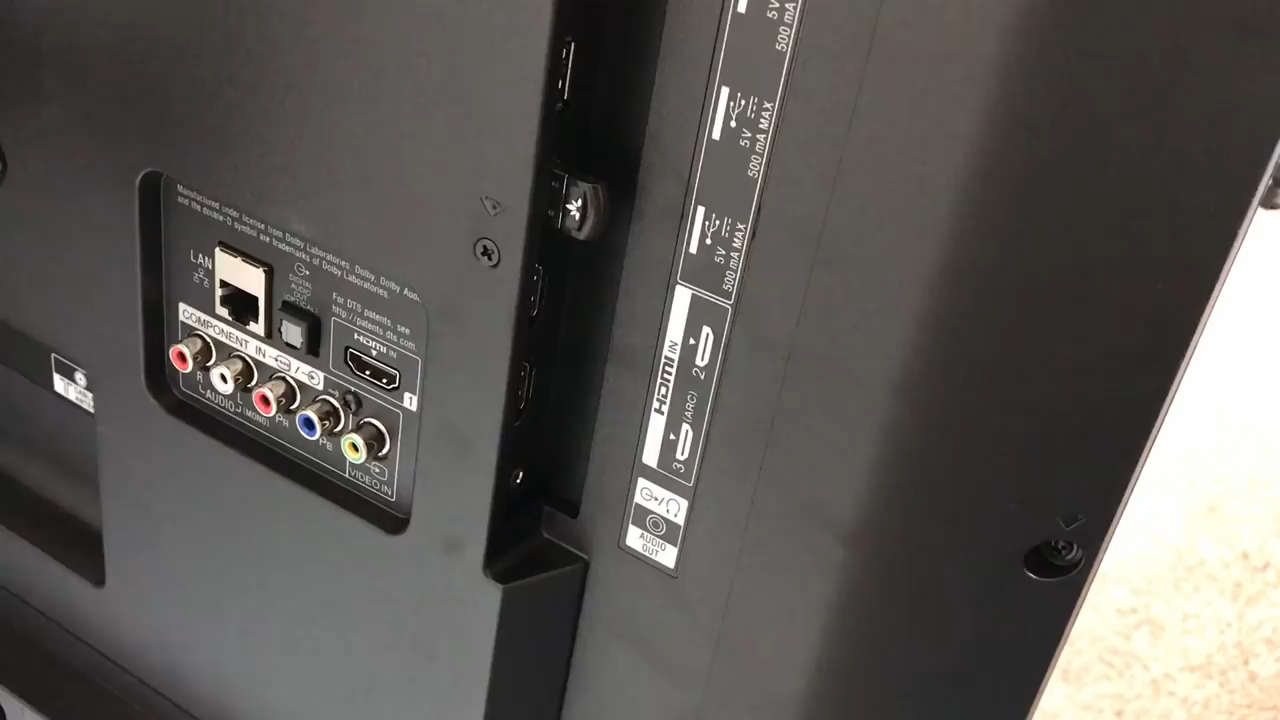 Manufactured under license from Dolby Laboratories. Dolby, Dolby Audio
and the double-D symbol are trademarks of Dolby Laboratories.
LAN
DIGITAL
AUDIO
OUT
(OPTICAL)
For DTS patents, see
http://patents.dts.com.
HDMI IN
1
COMPONENT IN
R
L
AUDIO
(MONO)
PR
PB
VIDEO IN
5V
500 mA
5V
500 mA MAX
5V
500 mA MAX
HDMI IN
2
3
(ARC)
AUDIO
OUT